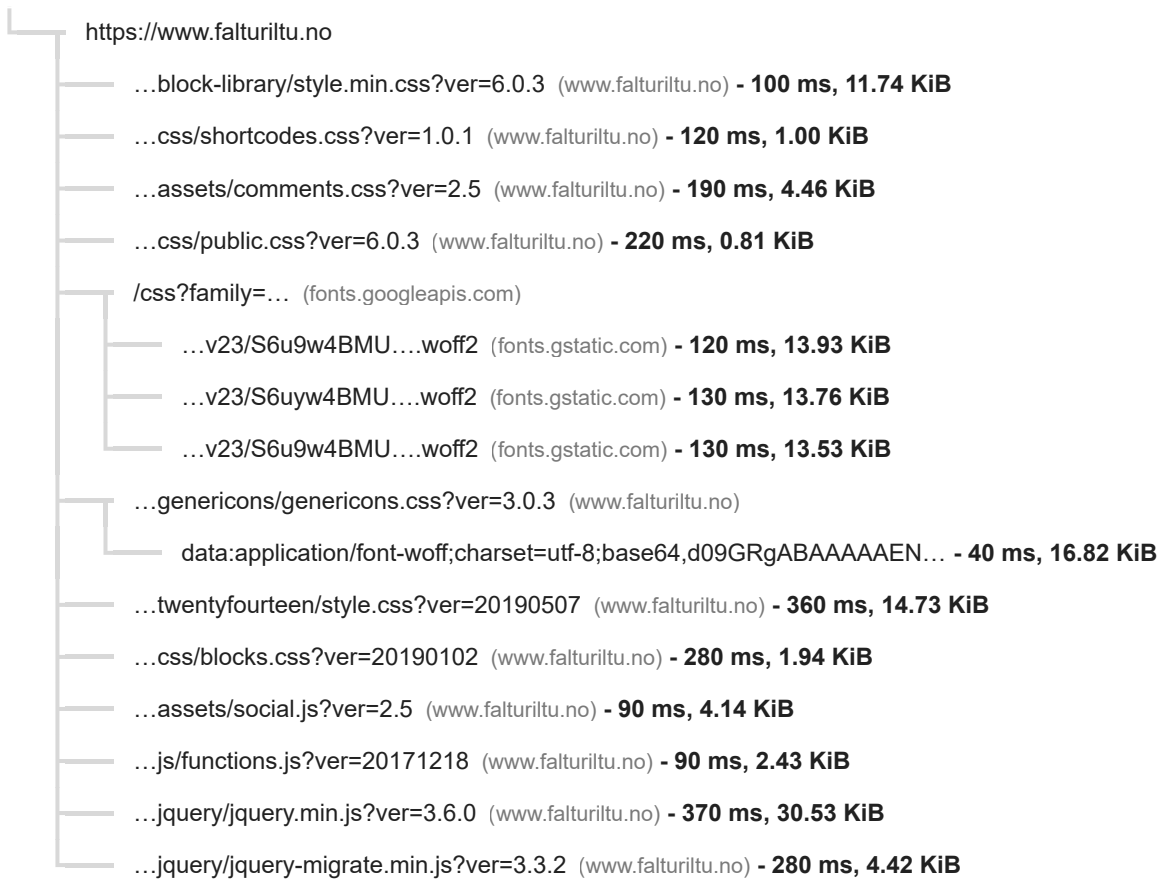 https://www.falturiltu.no
…block-library/style.min.css?ver=6.0.3 (www.falturiltu.no) - 100 ms, 11.74 KiB
…css/shortcodes.css?ver=1.0.1 (www.falturiltu.no) - 120 ms, 1.00 KiB
…assets/comments.css?ver=2.5 (www.falturiltu.no) - 190 ms, 4.46 KiB
…css/public.css?ver=6.0.3 (www.falturiltu.no) - 220 ms, 0.81 KiB
/css?family=… (fonts.googleapis.com)
…v23/S6u9w4BMU….woff2 (fonts.gstatic.com) - 120 ms, 13.93 KiB
…v23/S6uyw4BMU….woff2 (fonts.gstatic.com) - 130 ms, 13.76 KiB
…v23/S6u9w4BMU….woff2 (fonts.gstatic.com) - 130 ms, 13.53 KiB
…genericons/genericons.css?ver=3.0.3 (www.falturiltu.no)
data:application/font-woff;charset=utf-8;base64,d09GRgABAAAAAEN… - 40 ms, 16.82 KiB
…twentyfourteen/style.css?ver=20190507 (www.falturiltu.no) - 360 ms, 14.73 KiB
…css/blocks.css?ver=20190102 (www.falturiltu.no) - 280 ms, 1.94 KiB
…assets/social.js?ver=2.5 (www.falturiltu.no) - 90 ms, 4.14 KiB
…js/functions.js?ver=20171218 (www.falturiltu.no) - 90 ms, 2.43 KiB
…jquery/jquery.min.js?ver=3.6.0 (www.falturiltu.no) - 370 ms, 30.53 KiB
…jquery/jquery-migrate.min.js?ver=3.3.2 (www.falturiltu.no) - 280 ms, 4.42 KiB